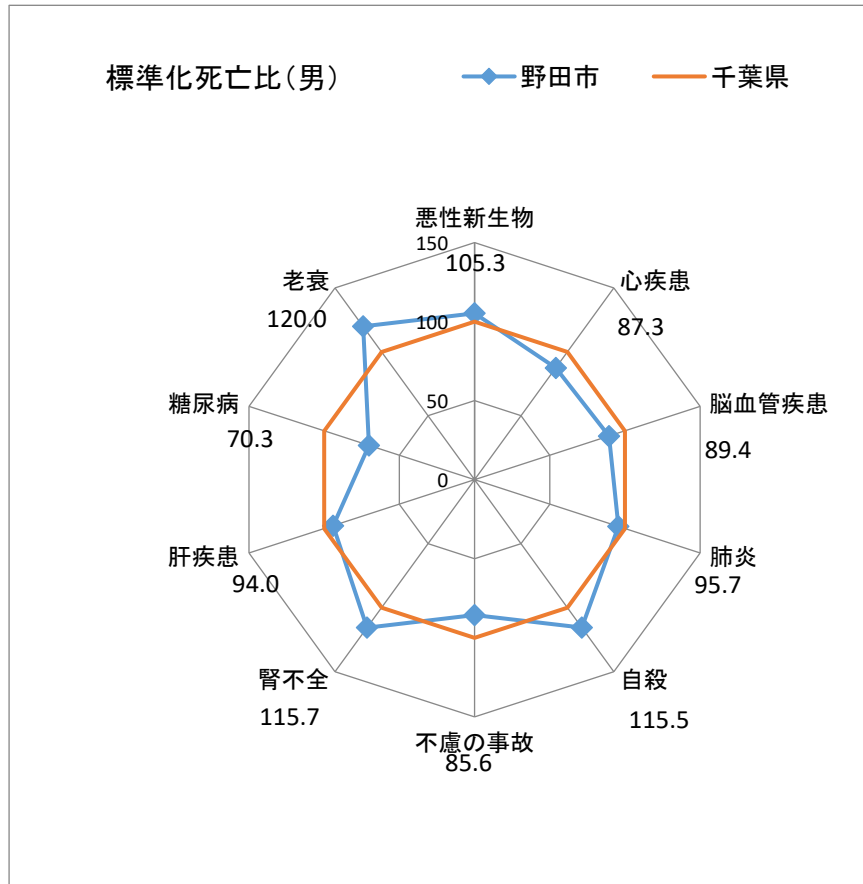 標準化死亡比（男）
野田市
千葉県
悪性新生物
105.3
心疾患
87.3
脳血管疾患
89.4
肺炎
95.7
自殺
115.5
不慮の事故
85.6
腎不全
115.7
肝疾患
94.0
糖尿病
70.3
老衰
120.0
150
100
50
0